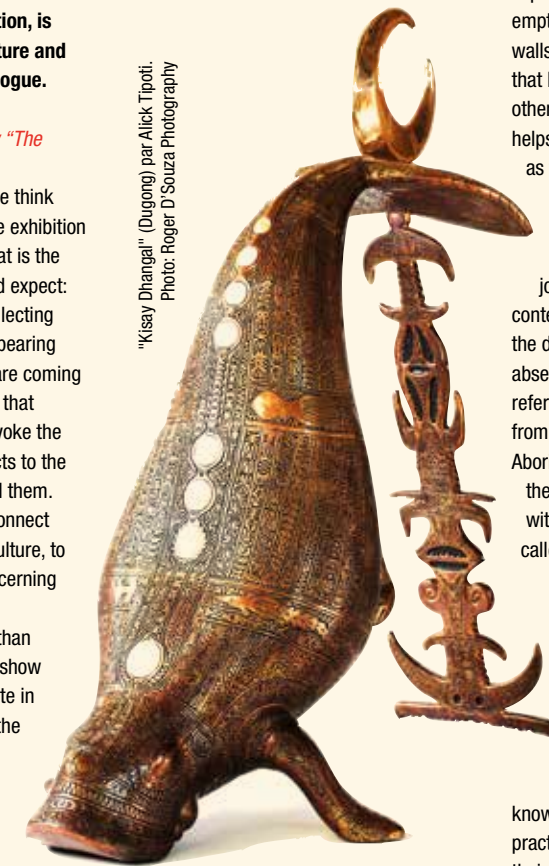 tion, is
ture and
ogue.
"The
e think
e exhibition
at is the
d expect:
lecting
bearing
are coming
that
voke the
cts to the
d them.
onnect
ulture, to
cerning
than
show
te in
the
"Kisay Dhangal" (Dugong) par Alick Tipoti.
Photo: Roger D'Souza Photography
empt
walls
that
other
helps
as
jo
conte
the d
abse
refer
from
Abor
the
wit
calle
know
pract